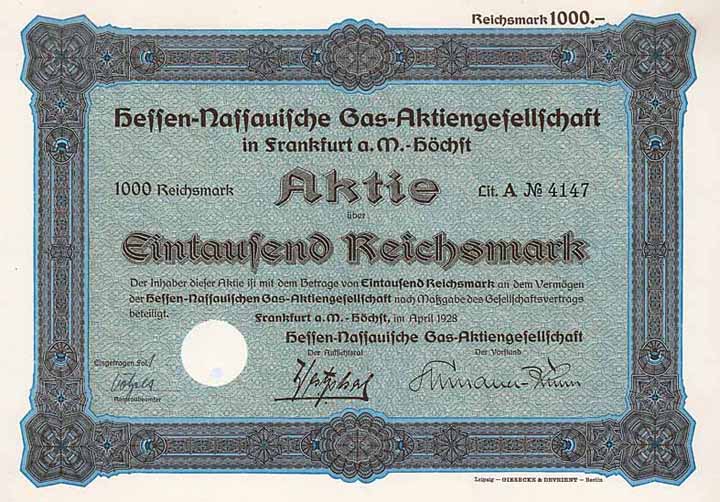 Reichsmark 1000.–
Hessen-Nassauische Gas-Aktiengesellschaft
in Frankfurt a.M.-Höchst
1000 Reichsmark Aktie Lit. A № 4147
über
Eintausend Reichsmark
Der Inhaber dieser Aktie ist mit dem Betrage von Eintausend Reichsmark an dem Vermögen
der Hessen-Nassauischen Gas-Aktiengesellschaft nach Maßgabe des Gesellschaftsvertrags
beteiligt. Frankfurt a.M.-Höchst, im April 1928
Hessen-Nassauische Gas-Aktiengesellschaft
Der Aufsichtsrat Der Vorstand
Eingetragen Fol.
Kontrollbeamter
Leipzig — GIESECKE & DEVRIENT — Berlin